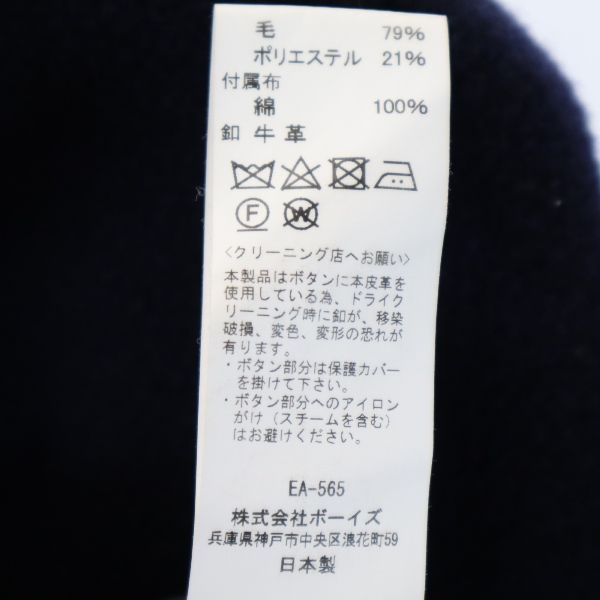 毛 79%
ポリエステル 21%
付属布
綿 100%
釦 牛革
F W
<クリーニング店へお願い>
本製品はボタンに本皮革を
使用している為、ドライク
リーニング時に釦が、移染
破損、変色、変形の恐れが
有ります。
・ボタン部分は保護カバー
を掛けて下さい。
・ボタン部分へのアイロン
がけ(スチームを含む)
はお避けください。
EA-565
株式会社ボーイズ
兵庫県神戸市中央区浪花町59
日本製